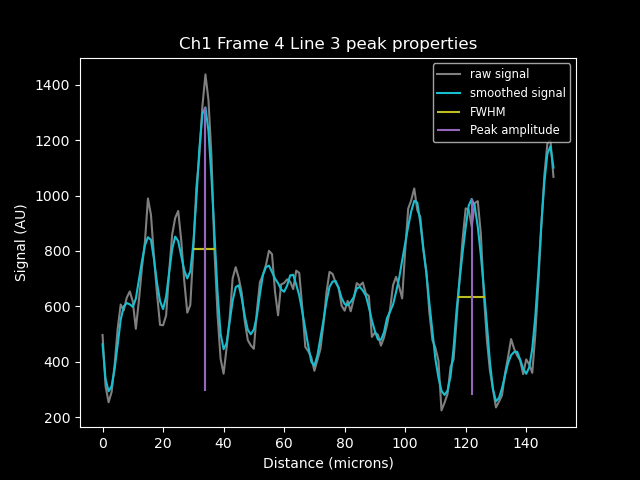 Ch1 Frame 4 Line 3 peak properties
raw signal
smoothed signal
FWHM
Peak amplitude
Signal (AU)
1400
1200
1000
800
600
400
200
0 20 40 60 80 100 120 140
Distance (microns)